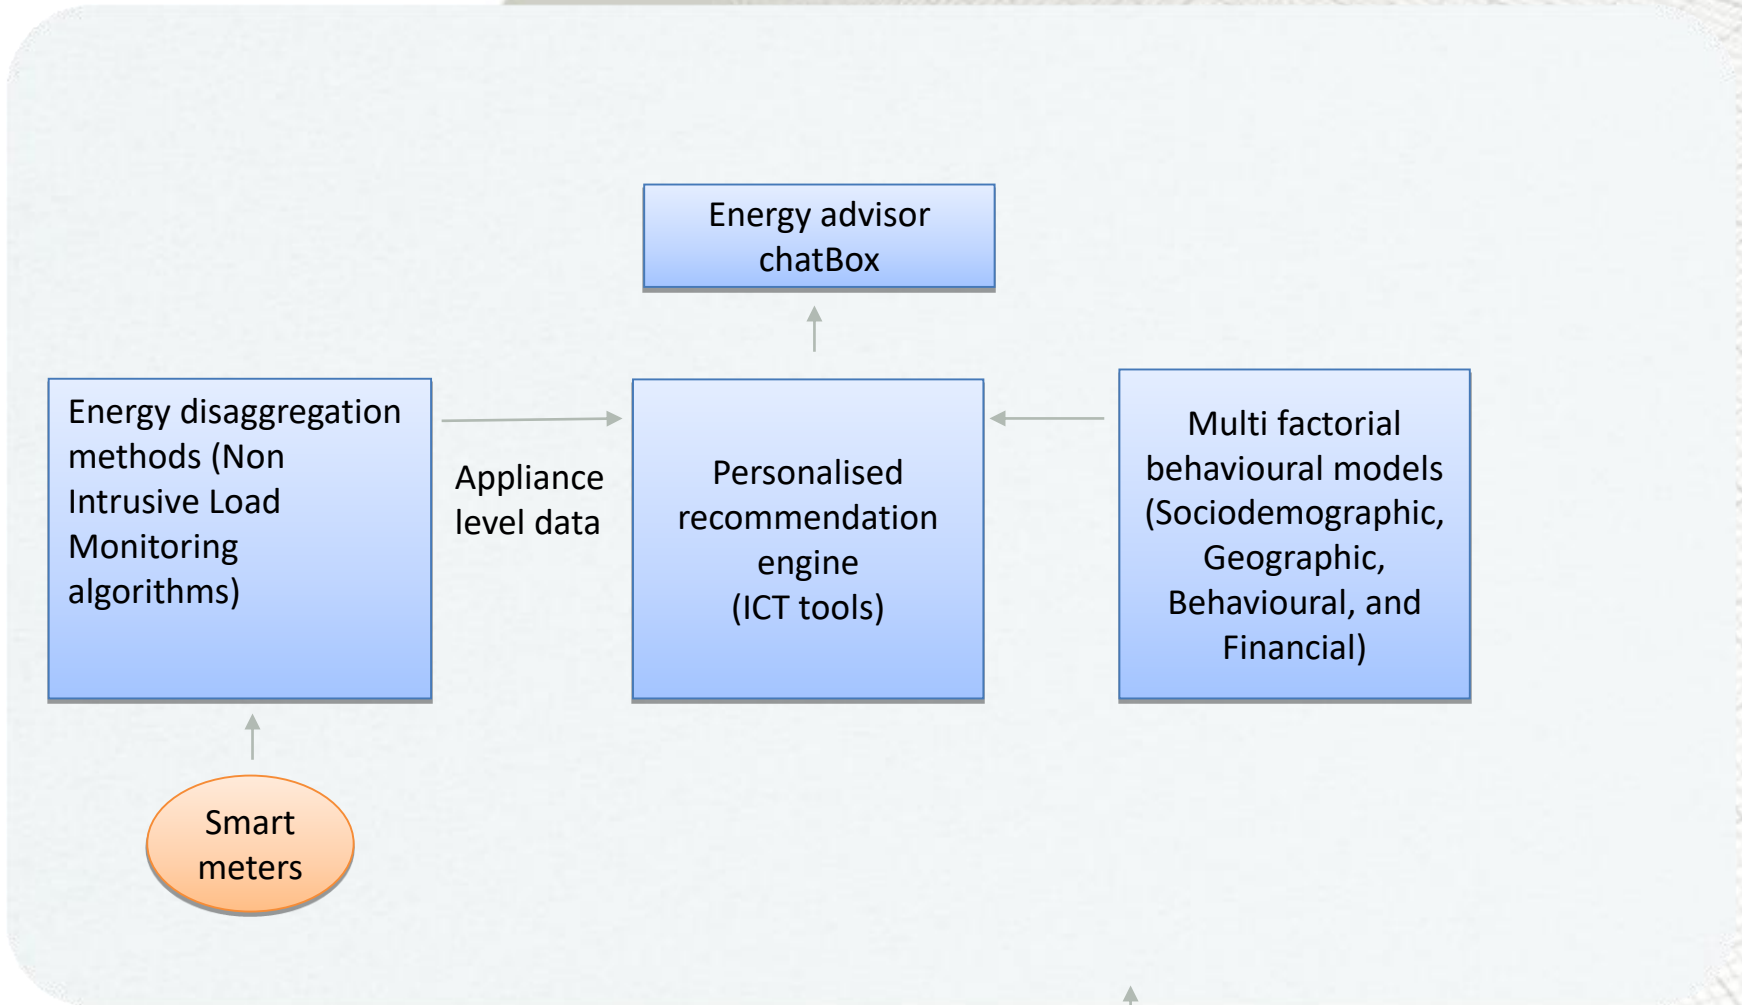 Energy advisor
chatBox
Energy disaggregation
methods (Non
Intrusive Load
Monitoring
algorithms)
Appliance
level data
Personalised
recommendation
engine
(ICT tools)
Multi factorial
behavioural models
(Sociodemographic,
Geographic,
Behavioural, and
Financial)
Smart
meters